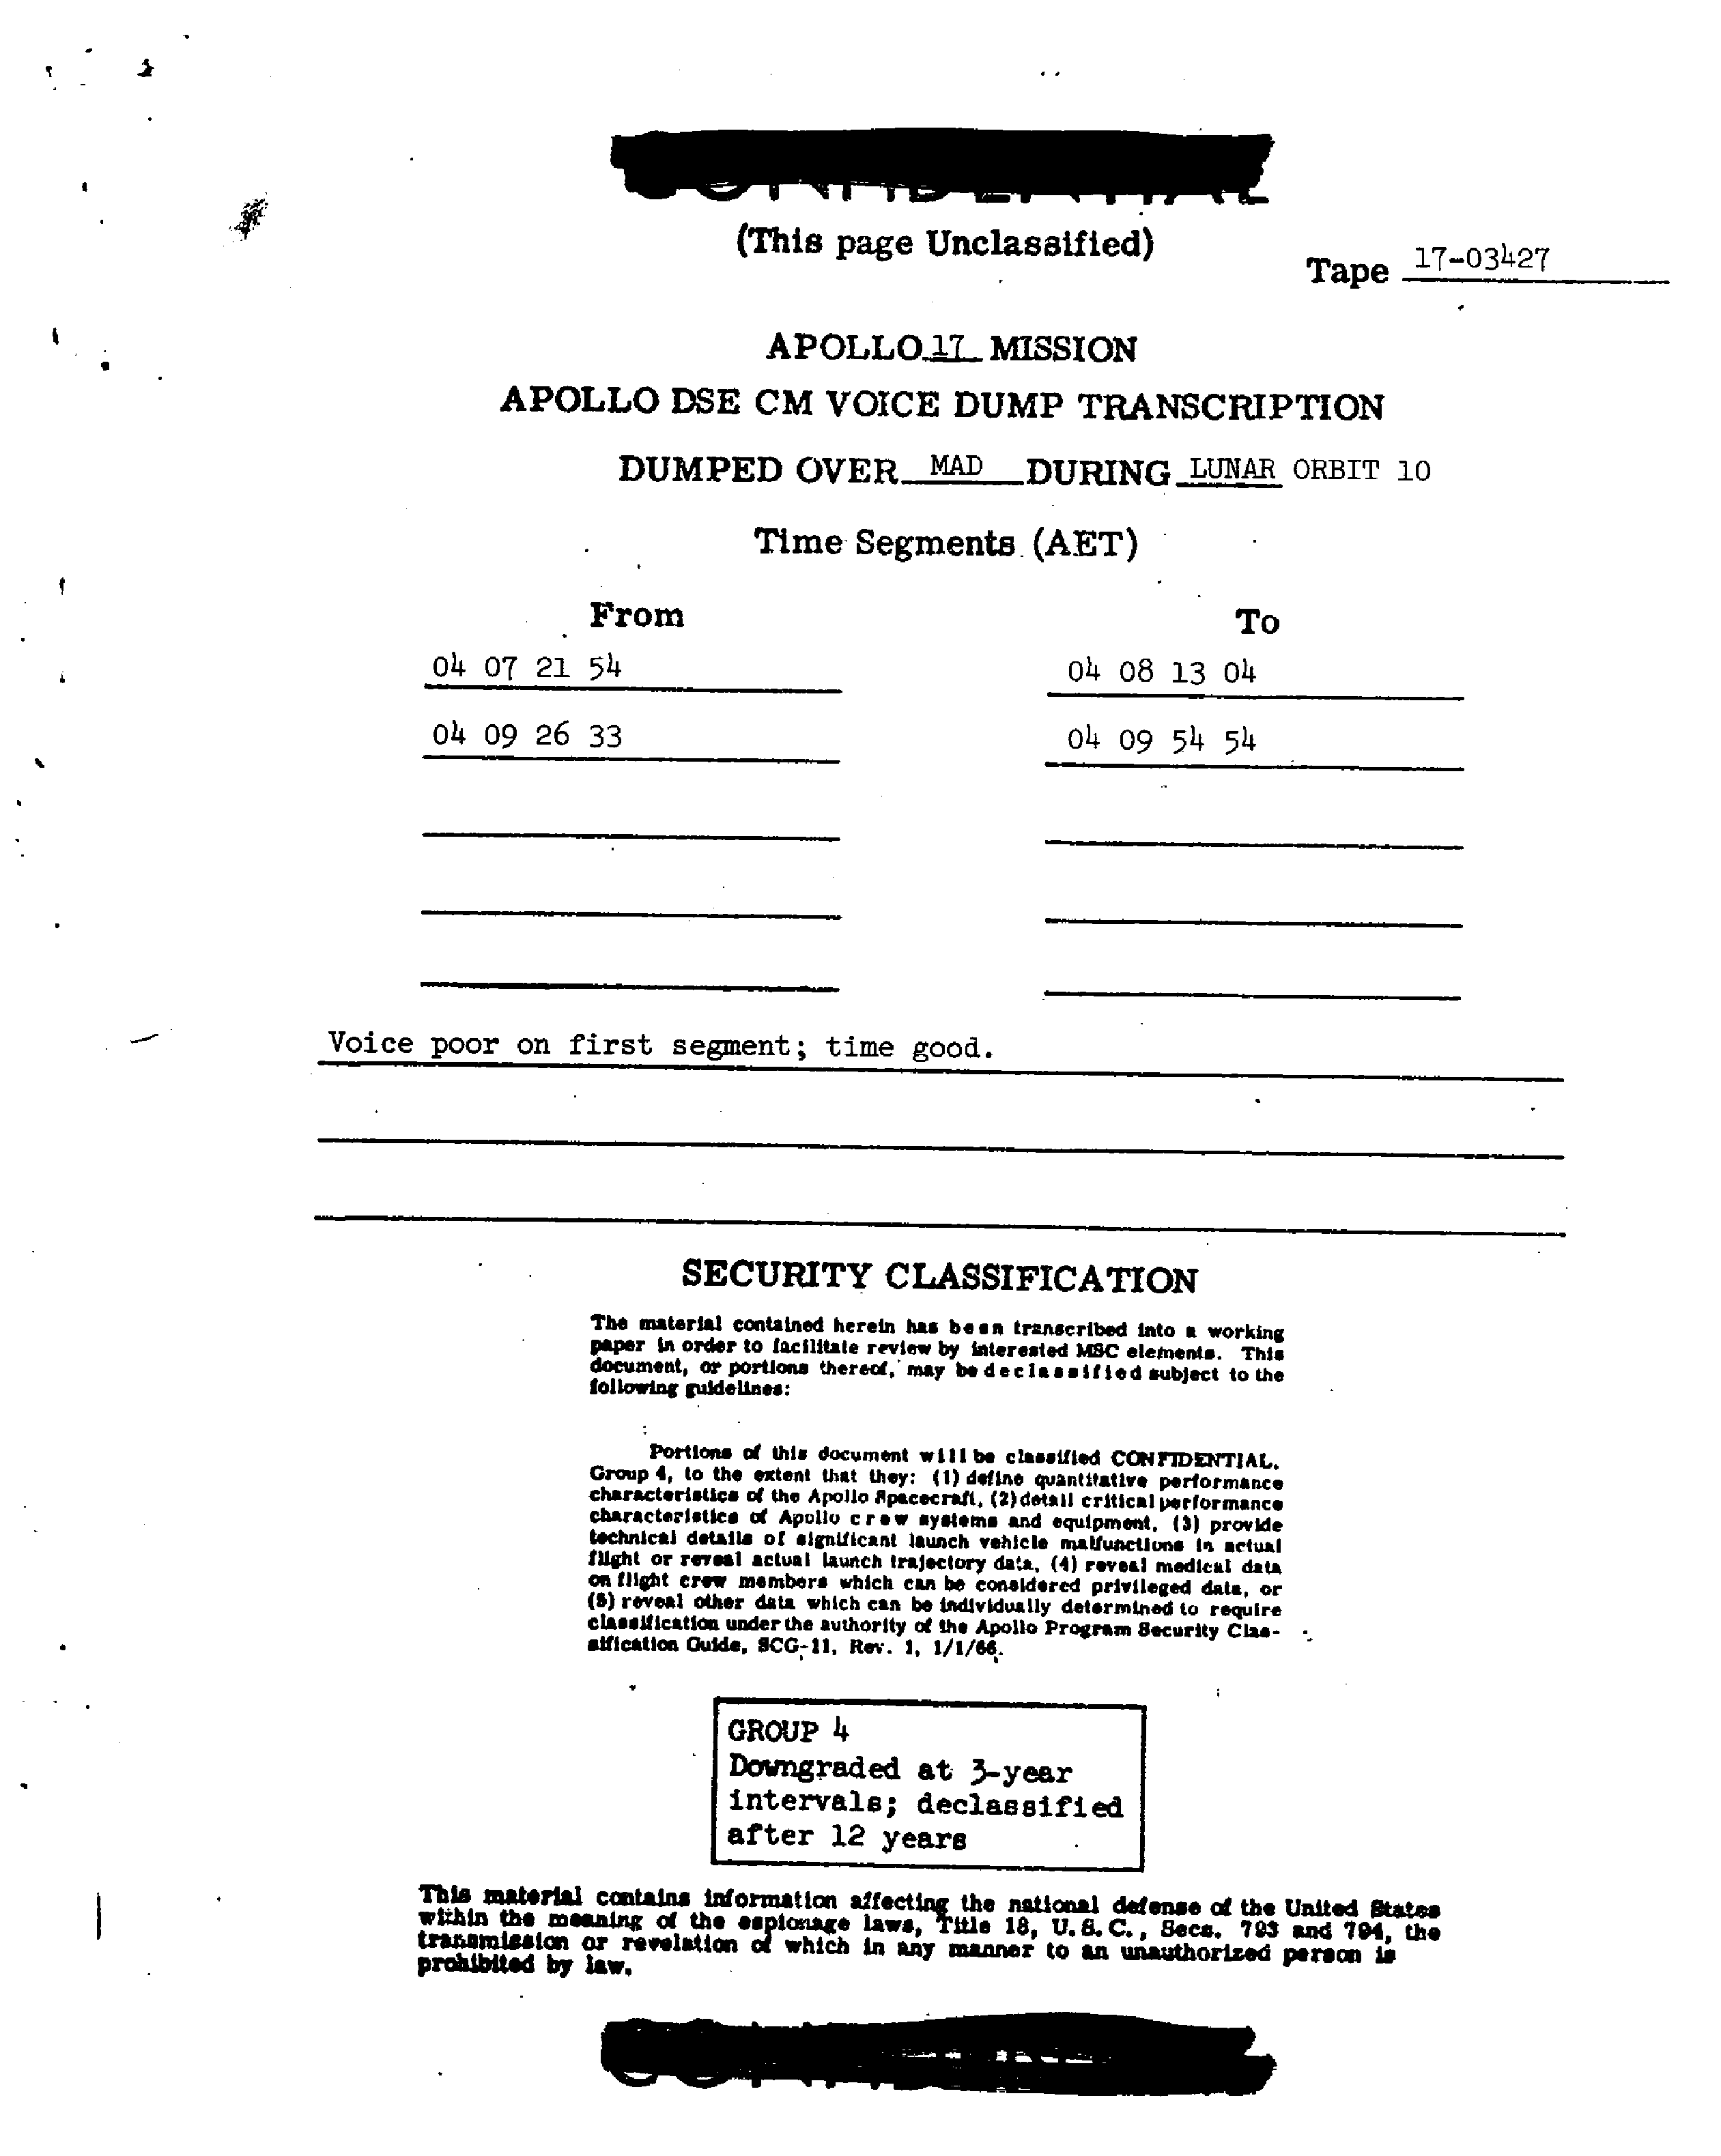 (This page Unclassified)
Tape 17-03427
APOLLO 17 MISSION
APOLLO DSE CM VOICE DUMP TRANSCRIPTION
DUMPED OVER MAD DURING LUNAR ORBIT 10
Time Segments (AET)
From To
04 07 21 54 04 08 13 04
04 09 26 33 04 09 54 54
Voice poor on first segment; time good.
SECURITY CLASSIFICATION
The material contained herein has been transcribed into a working
paper in order to facilitate review by interested MSC elements. This
document, or portions thereof, may be declassified subject to the
following guidelines:
Portions of this document will be classified CONFIDENTIAL,
Group 4, to the extent that they: (1) define quantitative performance
characteristics of the Apollo Spacecraft, (2) detail critical performance
characteristics of Apollo crew systems and equipment, (3) provide
technical details of significant launch vehicle malfunctions in actual
flight or reveal actual launch trajectory data, (4) reveal medical data
on flight crew members which can be considered privileged data, or
(5) reveal other data which can be individually determined to require
classification under the authority of the Apollo Program Security Clas-
sification Guide, SCG-11, Rev. 1, 1/1/66.
GROUP 4
Downgraded at 3-year
intervals; declassified
after 12 years
This material contains information affecting the national defense of the United States
within the meaning of the espionage laws, Title 18, U.S.C., Secs. 793 and 794, the
transmission or revelation of which in any manner to an unauthorized person is
prohibited by law.